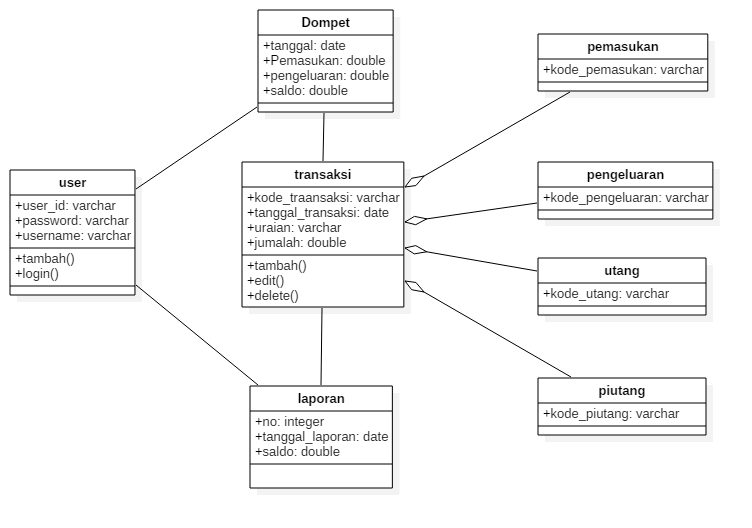 Dompet
+tanggal: date
+Pemasukan: double
+pengeluaran: double
+saldo: double
pemasukan
+kode_pemasukan: varchar
user
+user_id: varchar
+password: varchar
+username: varchar
+tambah()
+login()
transaksi
+kode_traansaksi: varchar
+tanggal_transaksi: date
+uraian: varchar
+jumalah: double
+tambah()
+edit()
+delete()
pengeluaran
+kode_pengeluaran: varchar
utang
+kode_utang: varchar
piutang
+kode_piutang: varchar
laporan
+no: integer
+tanggal_laporan: date
+saldo: double